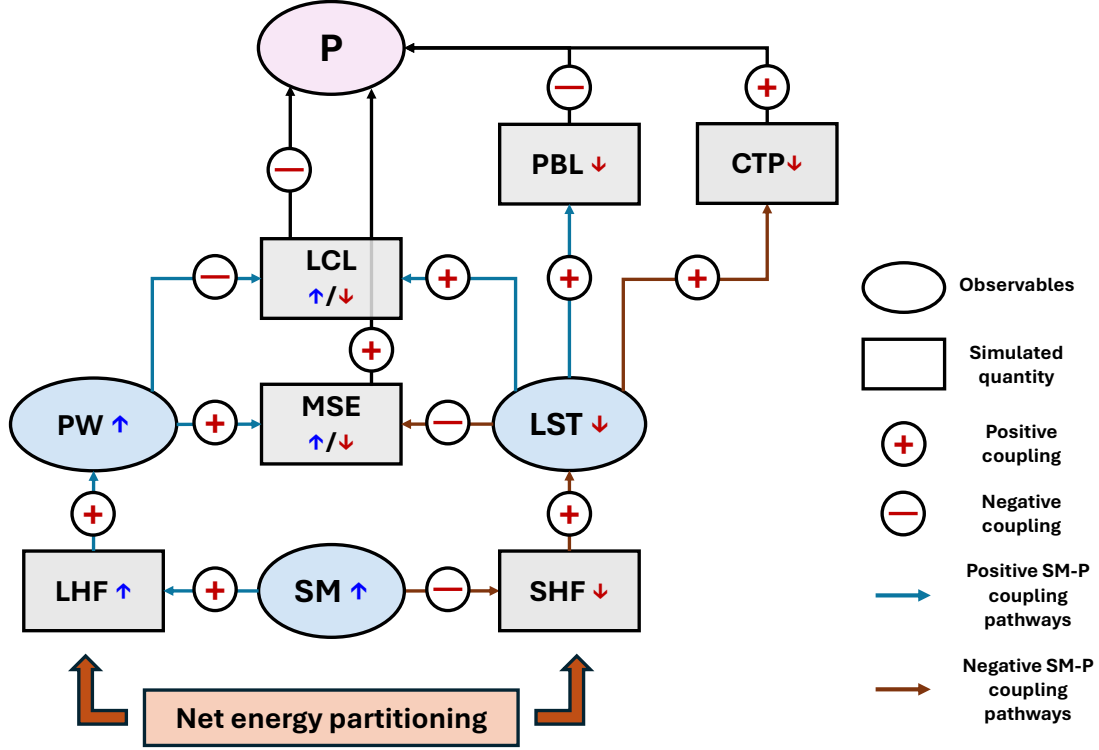 P
−
+
−
PBL ↓
CTP ↓
LCL
↑/↓
−
+
+
+
+
MSE
↑/↓
PW ↑
+
−
LST ↓
+
+
LHF ↑
+
SM ↑
−
SHF ↓
Net energy partitioning
Observables
Simulated
quantity
+
Positive
coupling
−
Negative
coupling
Positive SM-P
coupling
pathways
Negative SM-P
coupling
pathways